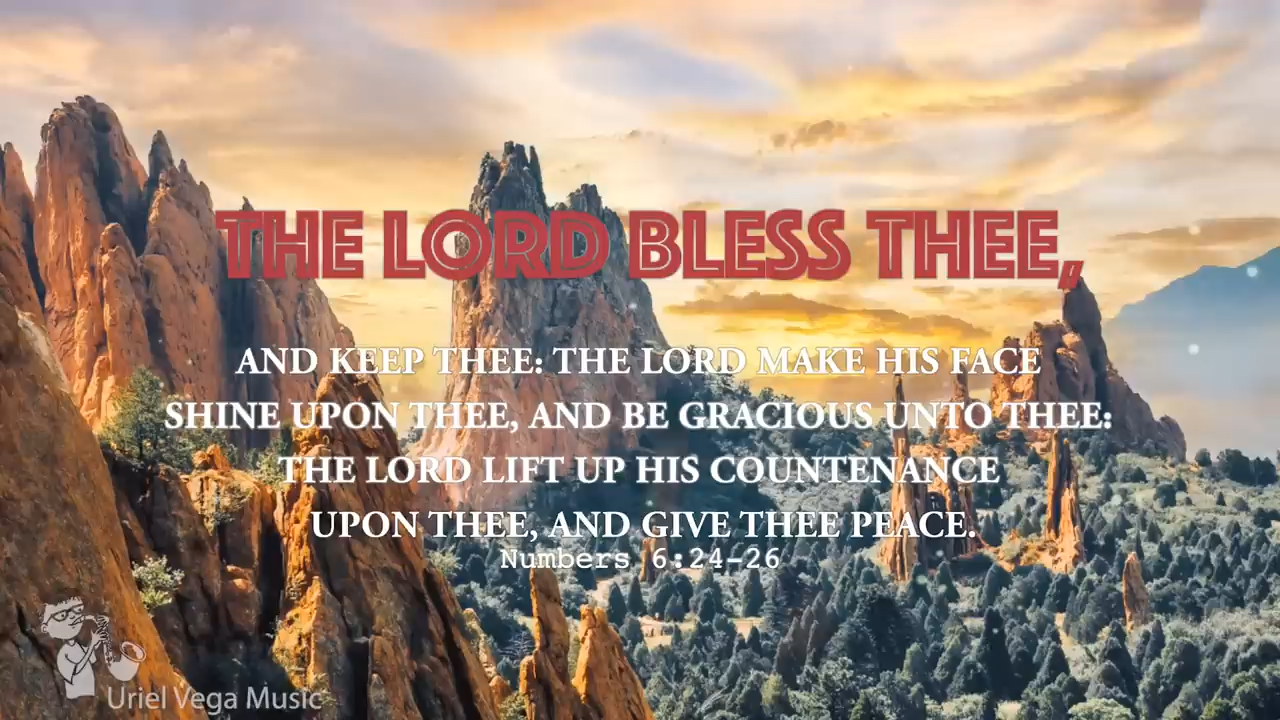 THE LORD BLESS THEE,
AND KEEP THEE: THE LORD MAKE HIS FACE
SHINE UPON THEE, AND BE GRACIOUS UNTO THEE:
THE LORD LIFT UP HIS COUNTENANCE
UPON THEE, AND GIVE THEE PEACE.
Numbers 6:24-26
Uriel Vega Music